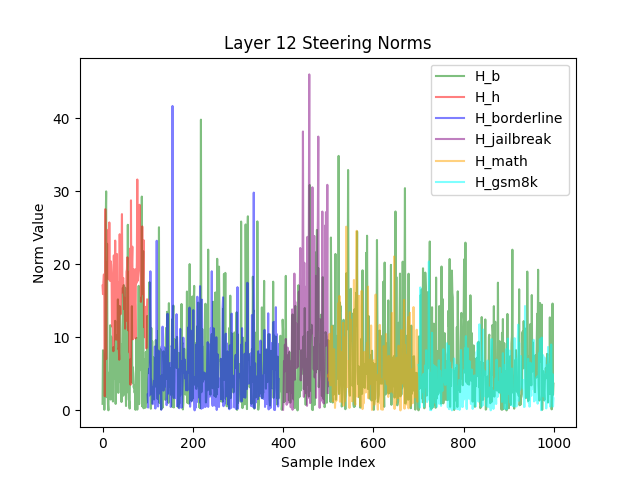 Layer 12 Steering Norms
H_b
H_h
H_borderline
H_jailbreak
H_math
H_gsm8k
Norm Value
40
30
20
10
0
0
200
400
600
800
1000
Sample Index